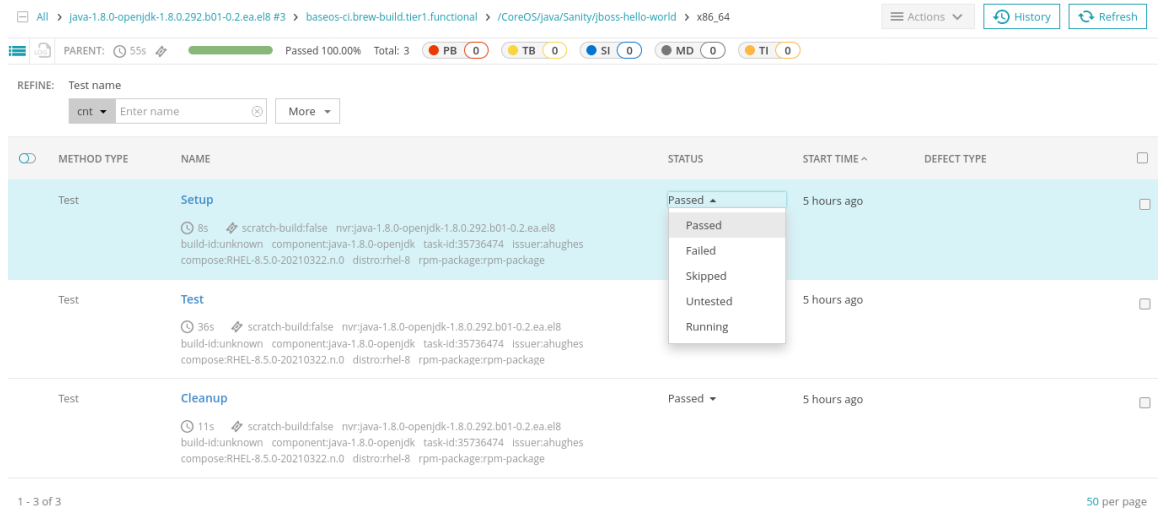 All > java-1.8.0-openjdk-1.8.0.292.b01-0.2.ea.el8 #3 > baseos-ci.brew-build.tier1.functional > /CoreOS/java/Sanity/jboss-hello-world > x86_64 Actions History Refresh
PARENT: 55s Passed 100.00% Total: 3 PB 0 TB 0 SI 0 MD 0 TI 0
REFINE: Test name
cnt Enter name More
METHOD TYPE NAME STATUS START TIME DEFECT TYPE
Test Setup Passed 5 hours ago
8s scratch-build:false nvr:java-1.8.0-openjdk-1.8.0.292.b01-0.2.ea.el8
build-id:unknown component:java-1.8.0-openjdk task-id:35736474 issuer:ahughes
compose:RHEL-8.5.0-20210322.n.0 distro:rhel-8 rpm-package:rpm-package
Passed
Failed
Skipped
Untested
Running
Test Test 5 hours ago
36s scratch-build:false nvr:java-1.8.0-openjdk-1.8.0.292.b01-0.2.ea.el8
build-id:unknown component:java-1.8.0-openjdk task-id:35736474 issuer:ahughes
compose:RHEL-8.5.0-20210322.n.0 distro:rhel-8 rpm-package:rpm-package
Test Cleanup Passed 5 hours ago
11s scratch-build:false nvr:java-1.8.0-openjdk-1.8.0.292.b01-0.2.ea.el8
build-id:unknown component:java-1.8.0-openjdk task-id:35736474 issuer:ahughes
compose:RHEL-8.5.0-20210322.n.0 distro:rhel-8 rpm-package:rpm-package
1 - 3 of 3 50 per page